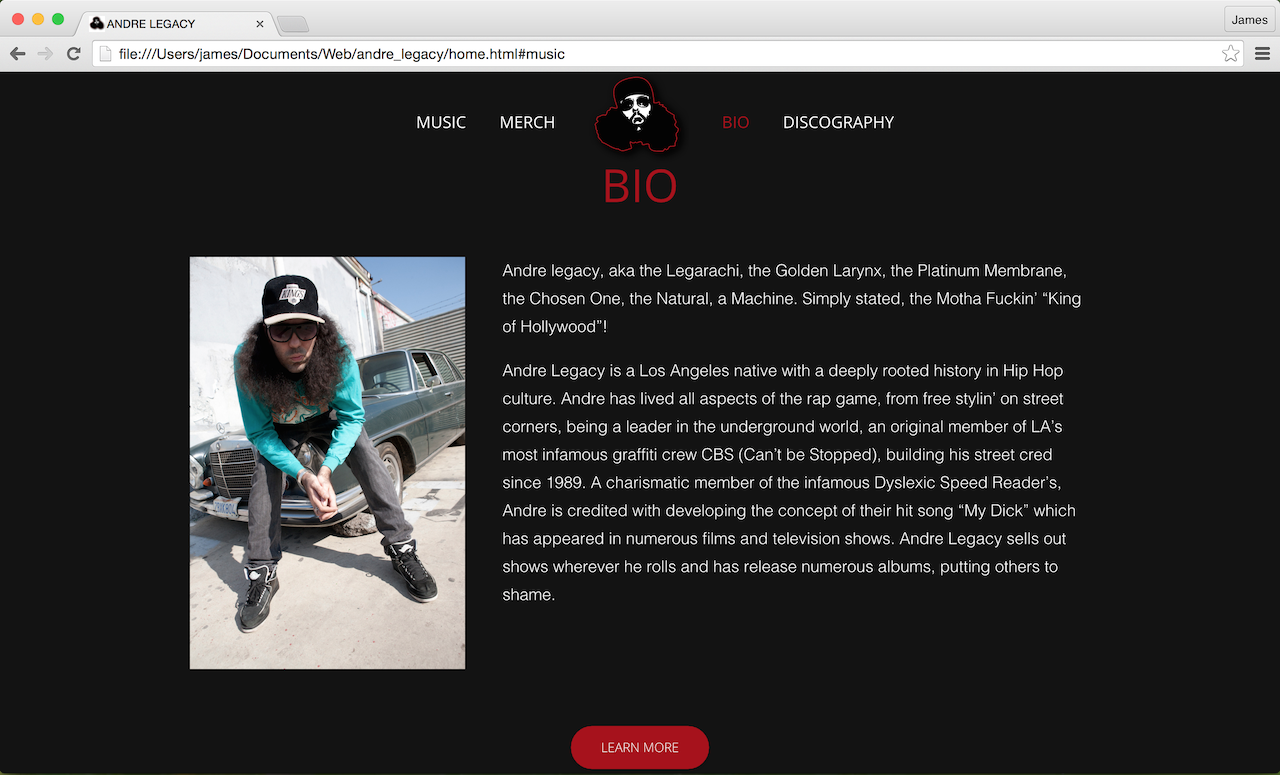 ANDRE LEGACY
James
file:///Users/james/Documents/Web/andre_legacy/home.html#music
MUSIC MERCH BIO DISCOGRAPHY
BIO
KINGS
Andre legacy, aka the Legarachi, the Golden Larynx, the Platinum Membrane,
the Chosen One, the Natural, a Machine. Simply stated, the Motha Fuckin’ “King
of Hollywood”!
Andre Legacy is a Los Angeles native with a deeply rooted history in Hip Hop
culture. Andre has lived all aspects of the rap game, from free stylin’ on street
corners, being a leader in the underground world, an original member of LA’s
most infamous graffiti crew CBS (Can’t be Stopped), building his street cred
since 1989. A charismatic member of the infamous Dyslexic Speed Reader’s,
Andre is credited with developing the concept of their hit song “My Dick” which
has appeared in numerous films and television shows. Andre Legacy sells out
shows wherever he rolls and has release numerous albums, putting others to
shame.
LEARN MORE